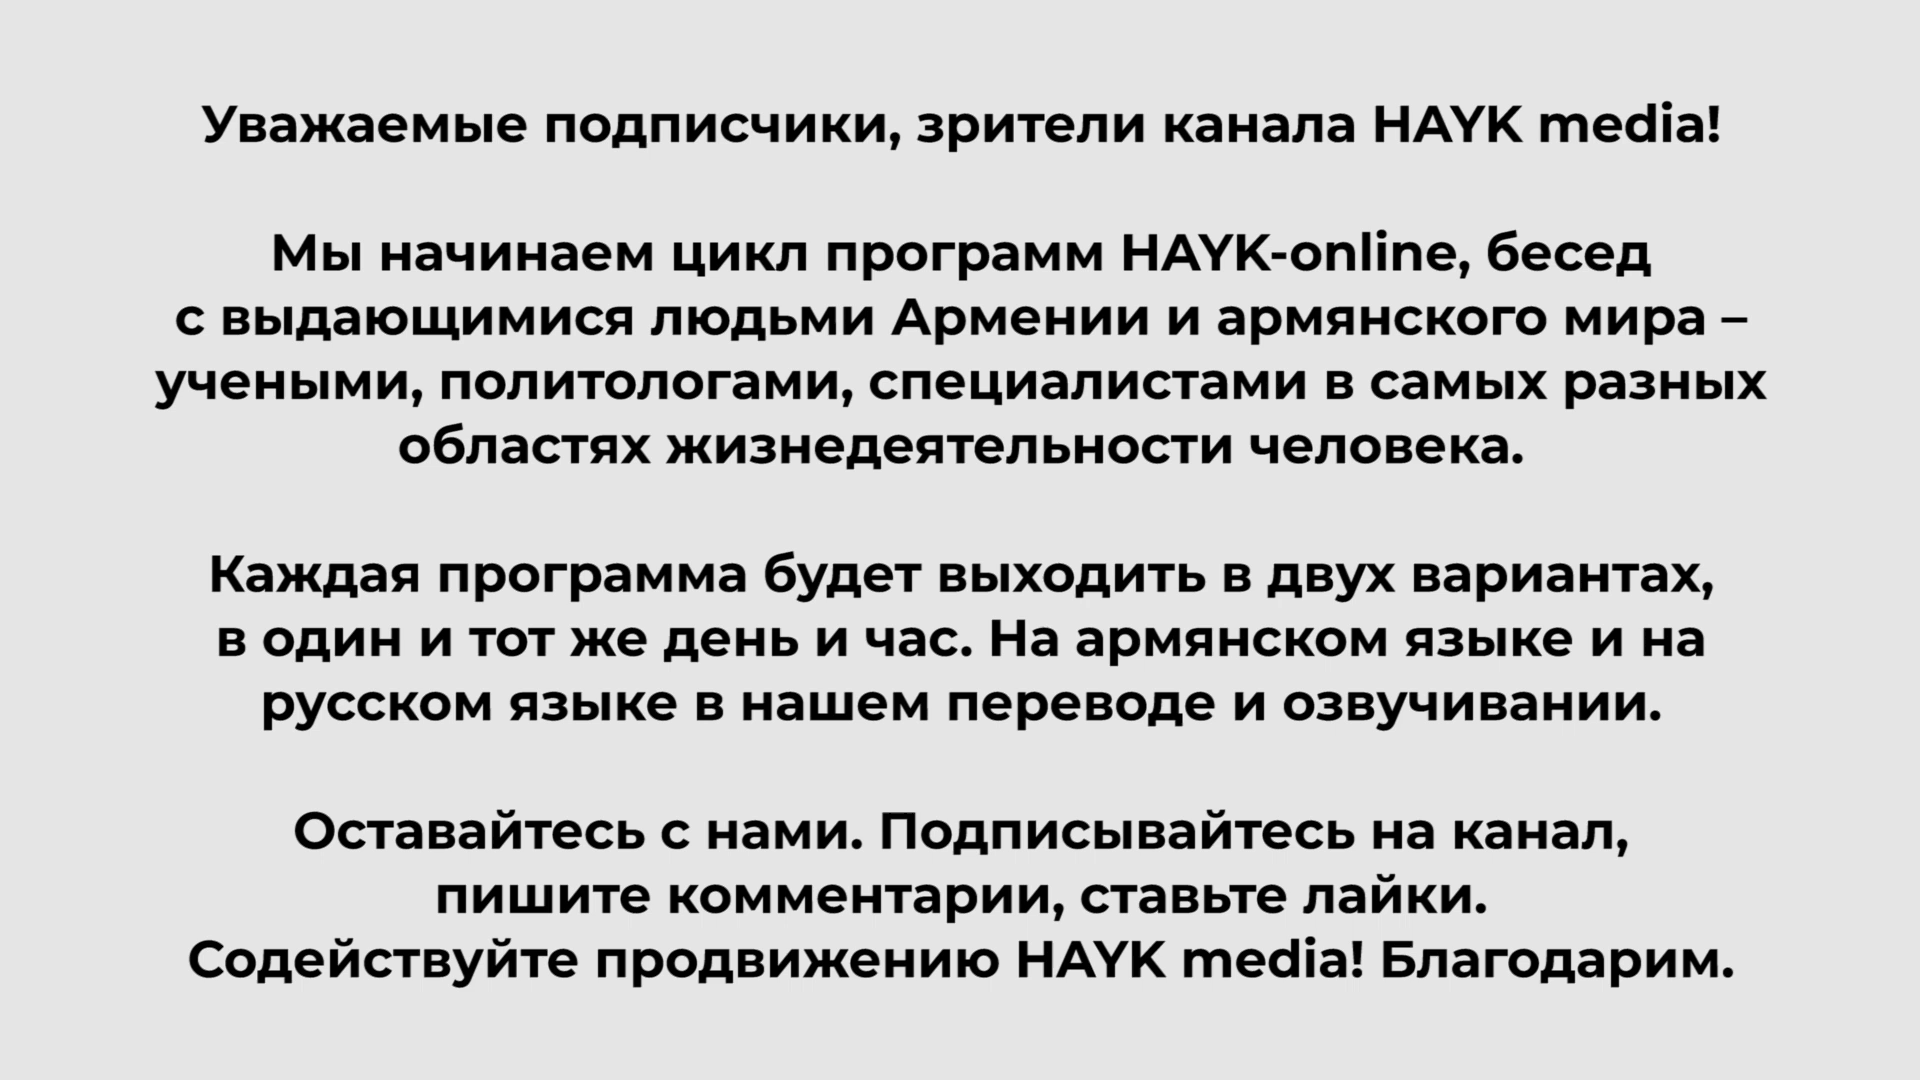 Уважаемые подписчики, зрители канала HAYK media!
Мы начинаем цикл программ HAYK-online, бесед
с выдающимися людьми Армении и армянского мира –
учеными, политологами, специалистами в самых разных
областях жизнедеятельности человека.
Каждая программа будет выходить в двух вариантах,
в один и тот же день и час. На армянском языке и на
русском языке в нашем переводе и озвучивании.
Оставайтесь с нами. Подписывайтесь на канал,
пишите комментарии, ставьте лайки.
Содействуйте продвижению HAYK media! Благодарим.